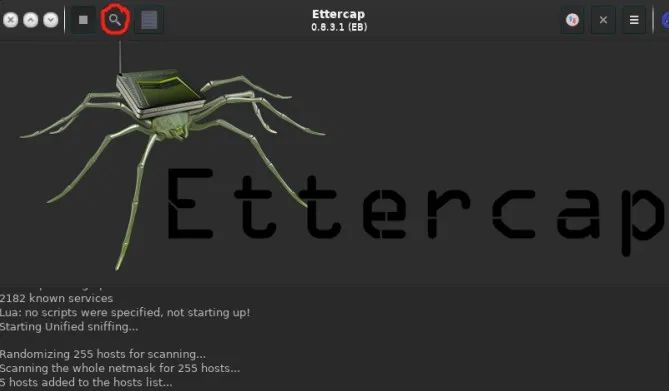 Ettercap
0.8.3.1 (EB)
Ettercap
2182 known services
Lua: no scripts were specified, not starting up!
Starting Unified sniffing...
Randomizing 255 hosts for scanning...
Scanning the whole netmask for 255 hosts...
5 hosts added to the hosts list...